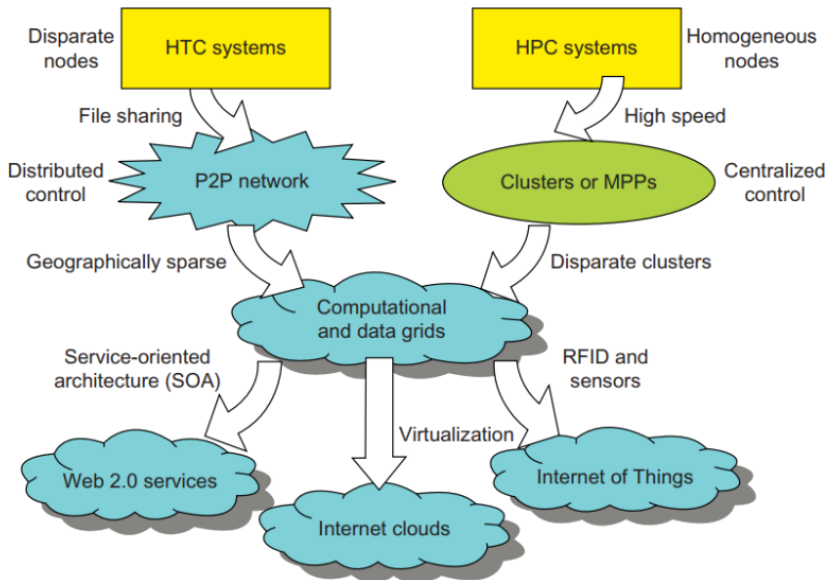 Disparate
nodes
HTC systems
HPC systems
Homogeneous
nodes
File sharing
High speed
Distributed
control
P2P network
Clusters or MPPs
Centralized
control
Geographically sparse
Disparate clusters
Computational
and data grids
Service-oriented
architecture (SOA)
RFID and
sensors
Virtualization
Web 2.0 services
Internet of Things
Internet clouds